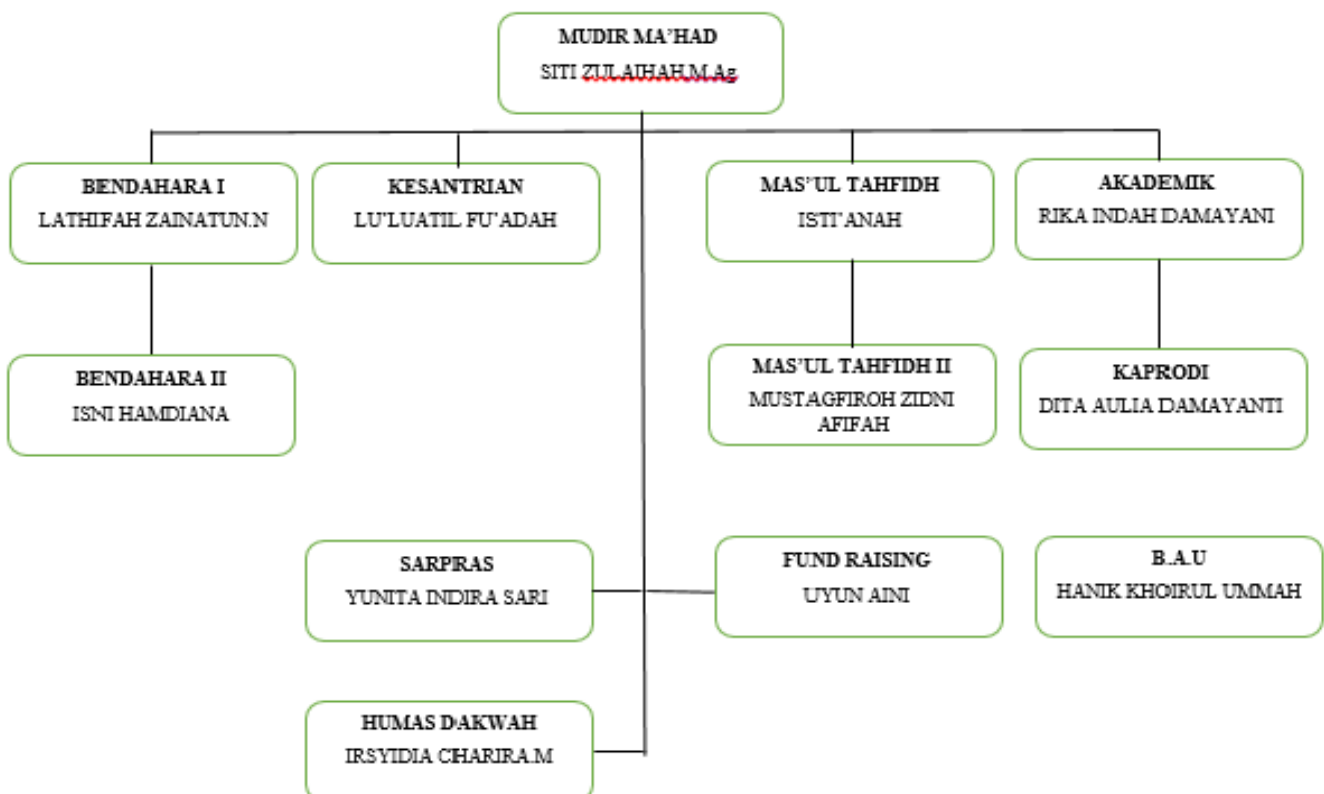 MUDIR MA'HAD
SITI ZULAIHAH.M.Ag
BENDAHARA I
LATHIFAH ZAINATUN.N
KESANTRIAN
LU'LUATIL FU'ADAH
MAS'UL TAHFIDH
ISTI'ANAH
AKADEMIK
RIKA INDAH DAMAYANI
BENDAHARA II
ISNI HAMDIANA
MAS'UL TAHFIDH II
MUSTAGFIROH ZIDNI
AFIFAH
KAPRODI
DITA AULIA DAMAYANTI
SARPRAS
YUNITA INDIRA SARI
FUND RAISING
UYUN AINI
B.A.U
HANIK KHOIRUL UMMAH
HUMAS DAKWAH
IRSYIDIA CHARIRA.M